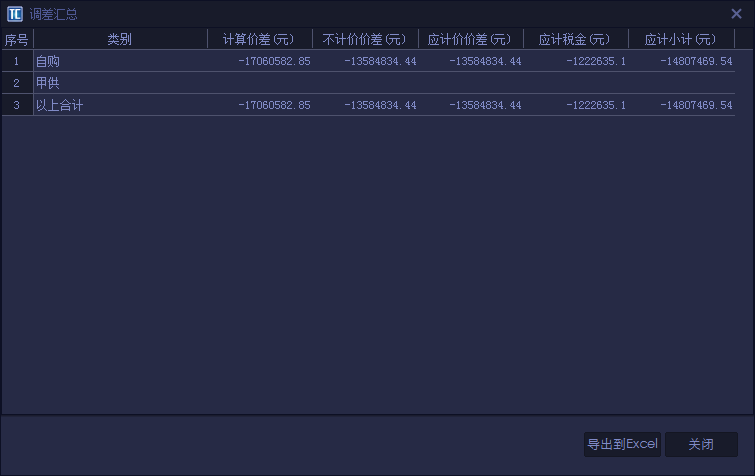 TC 调差汇总
序号 类别 计算价差(元) 不计价价差(元) 应计价价差(元) 应计税金(元) 应计小计(元)
1 自购 -17060582.85 -13584834.44 -13584834.44 -1222635.1 -14807469.54
2 甲供
3 以上合计 -17060582.85 -13584834.44 -13584834.44 -1222635.1 -14807469.54
导出到Excel 关闭